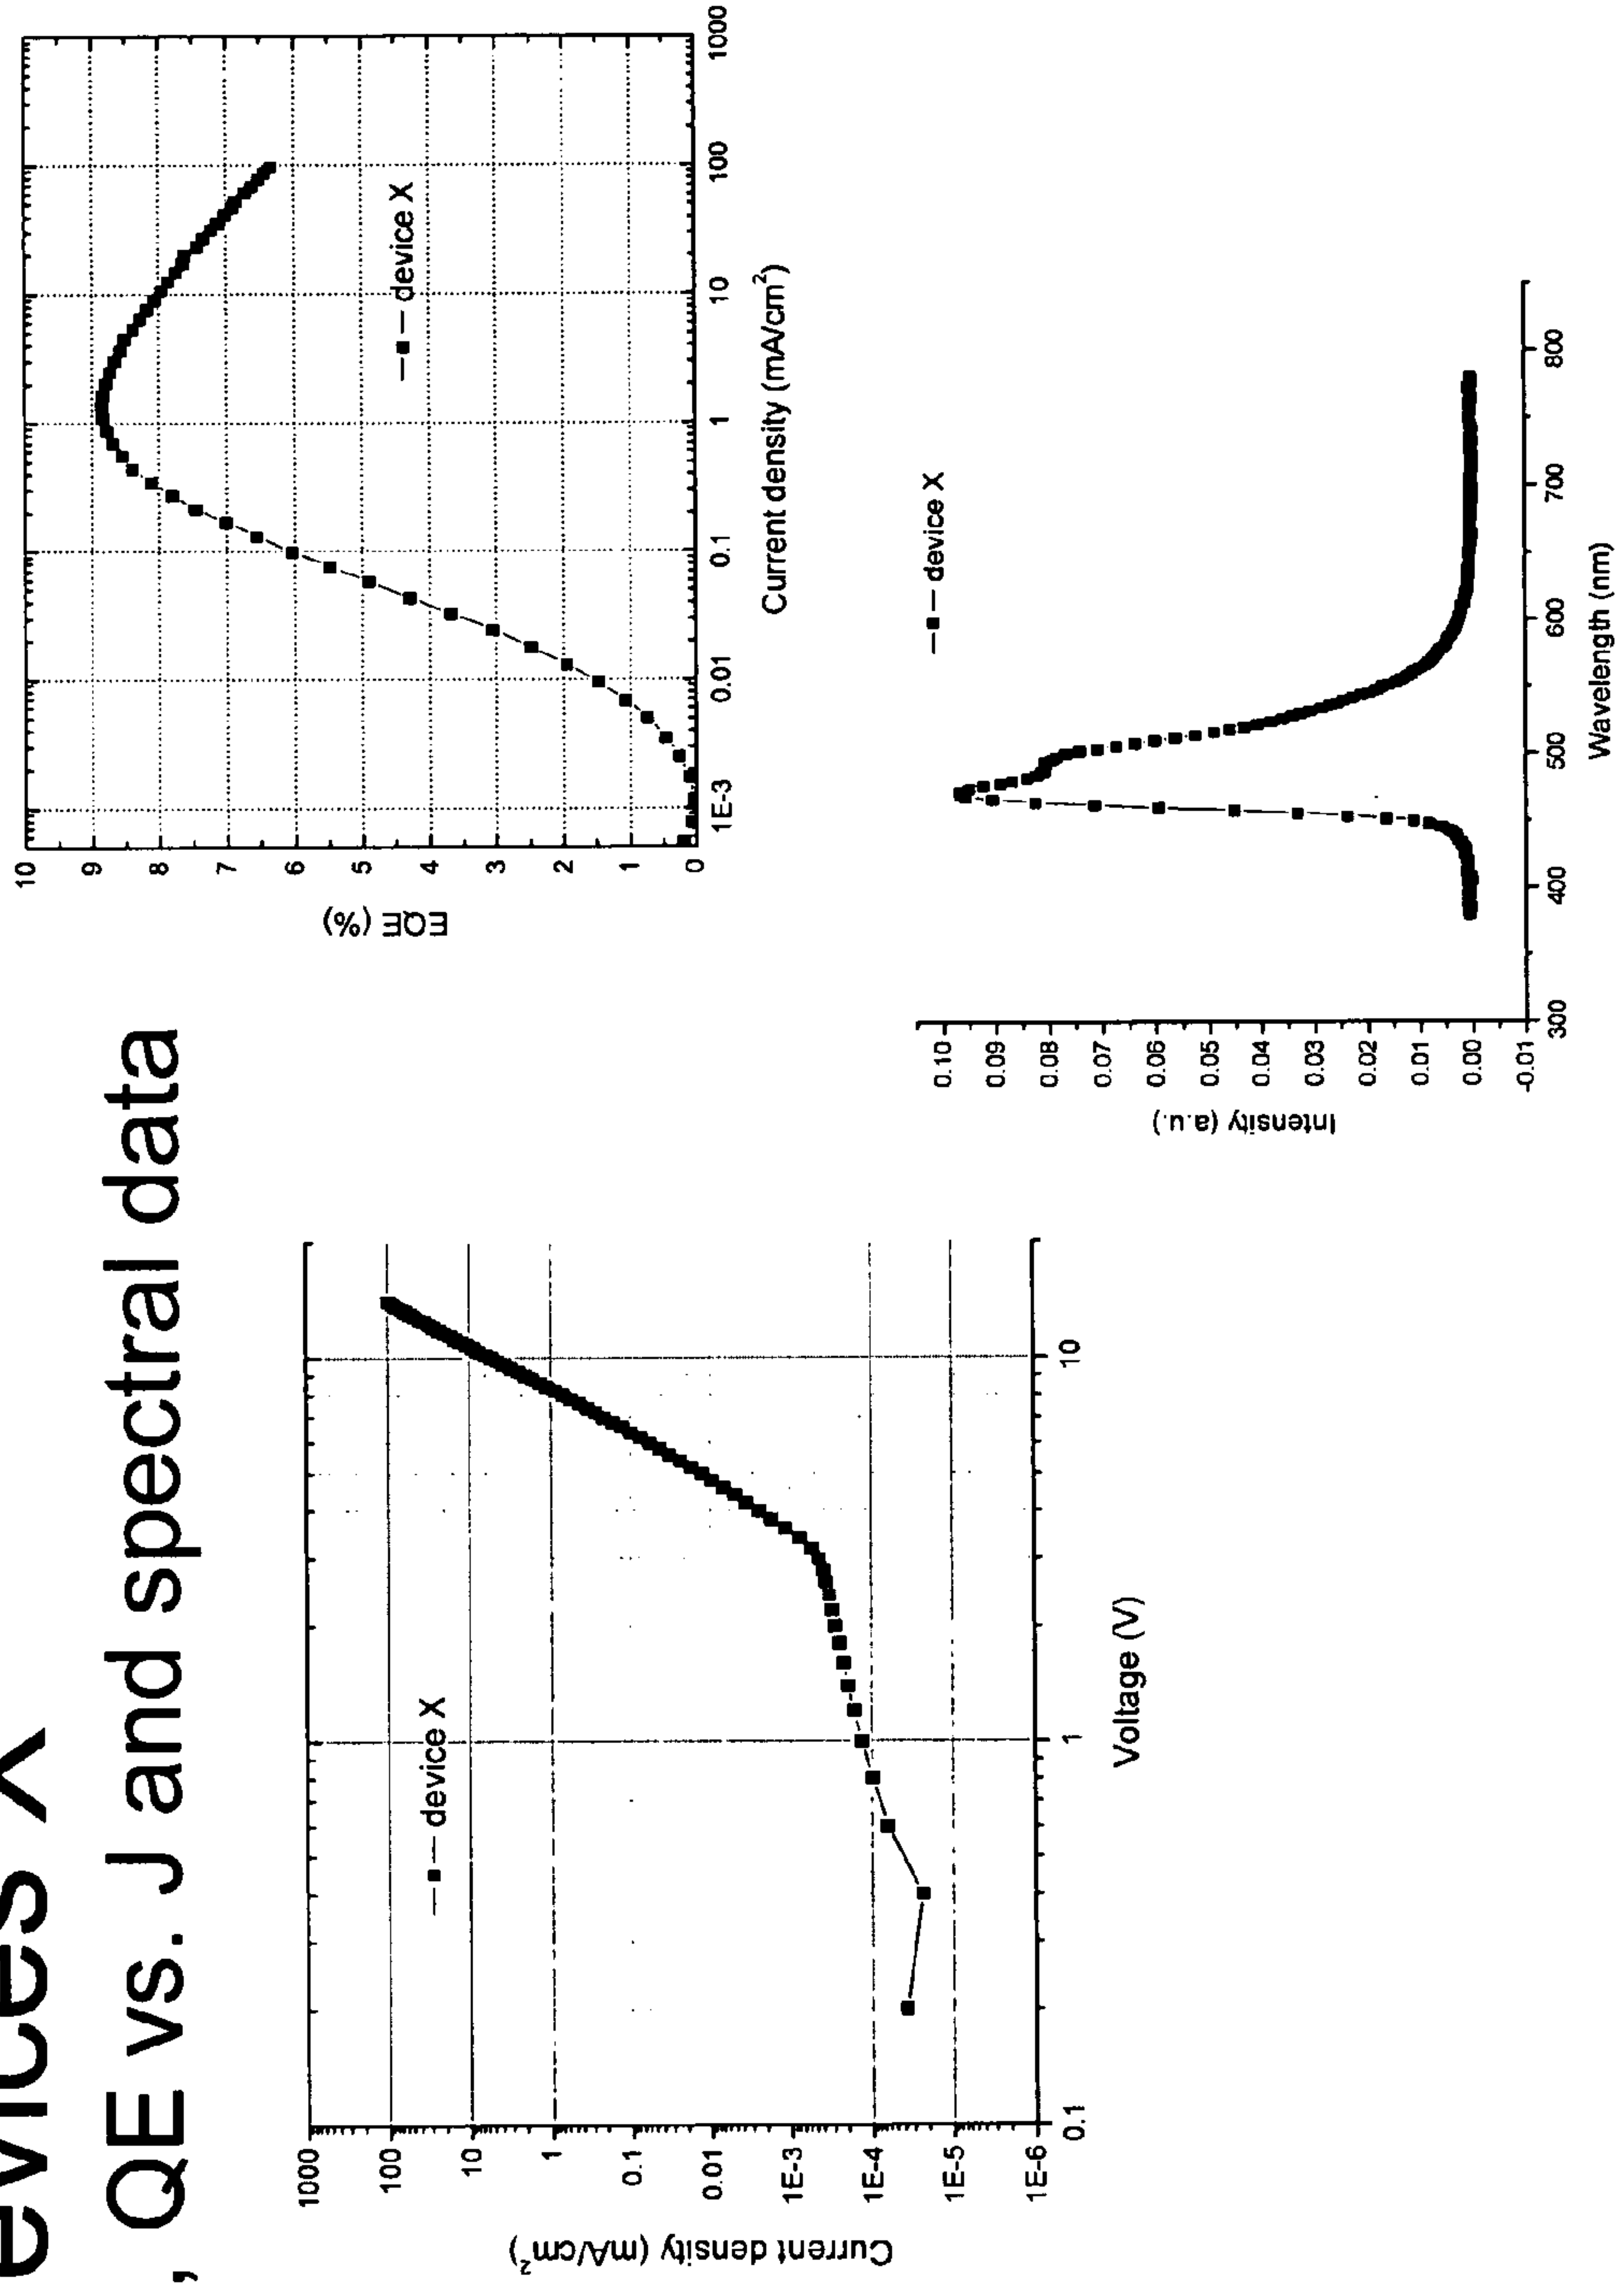 evices X
, QE vs. J and spectral data
Current density (mA/cm²)
1000
100
10
1
0.1
0.01
1E-3
1E-4
1E-5
1E-6
0.1
1
10
Voltage (V)
—■— device X
EQE (%)
10
9
8
7
6
5
4
3
2
1
0
1E-3
0.01
0.1
1
10
100
1000
Current density (mA/cm²)
—■— device X
Intensity (a.u.)
0.10
0.09
0.08
0.07
0.06
0.05
0.04
0.03
0.02
0.01
0.00
-0.01
300
400
500
600
700
800
Wavelength (nm)
—■— device X